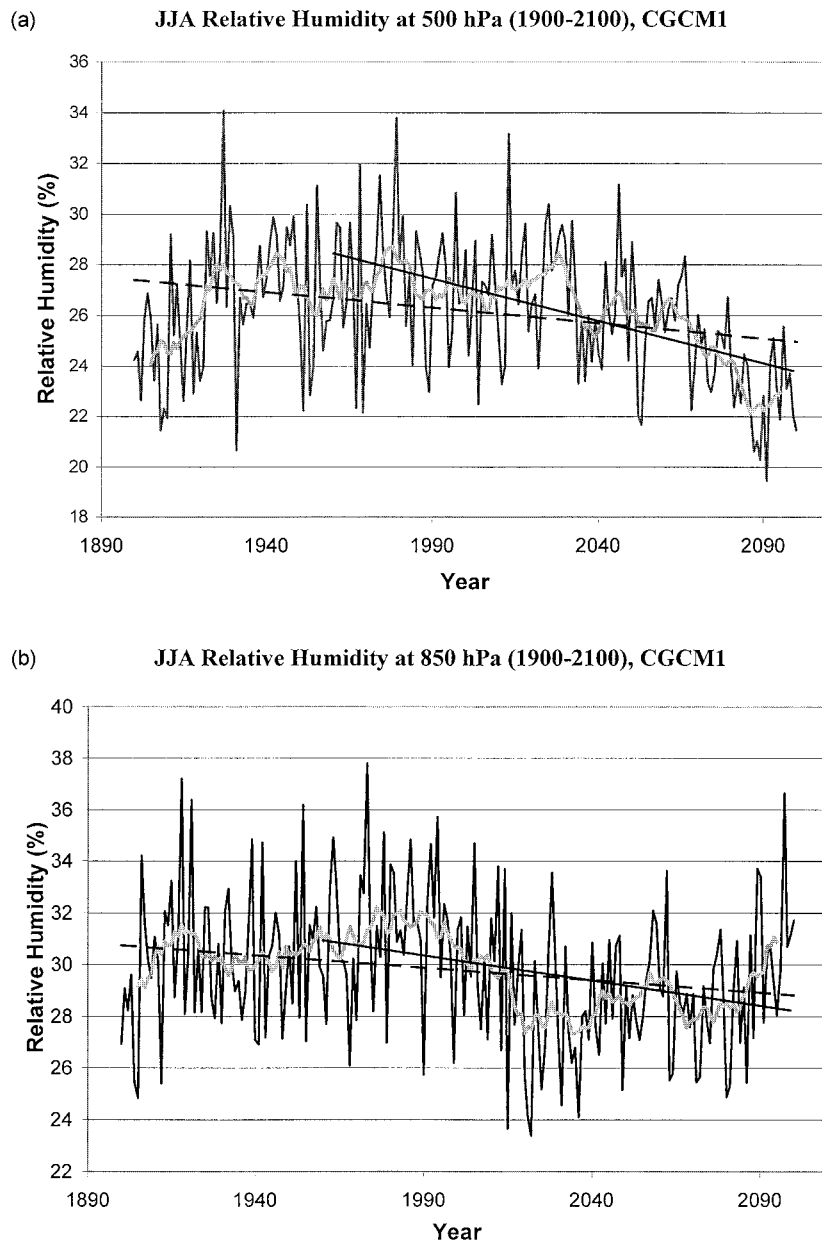 (a) JJA Relative Humidity at 500 hPa (1900-2100), CGCM1
36
34
32
30
28
26
24
22
20
18
Relative Humidity (%)
1890 1940 1990 2040 2090
Year
(b) JJA Relative Humidity at 850 hPa (1900-2100), CGCM1
40
38
36
34
32
30
28
26
24
22
Relative Humidity (%)
1890 1940 1990 2040 2090
Year